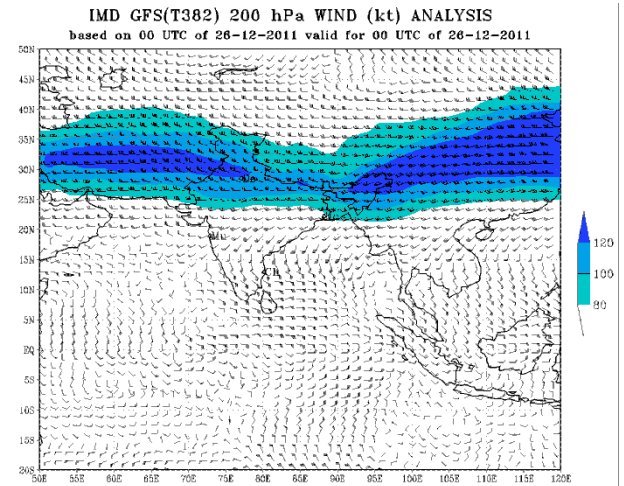 IMD GFS(T382) 200 hPa WIND (kt) ANALYSIS
based on 00 UTC of 26-12-2011 valid for 00 UTC of 26-12-2011
50N
45N
40N
35N
30N
25N
20N
15N
10N
5N
EQ
5S
10S
15S
20S
De
Mu
Ch
120
100
80
50E 55E 60E 65E 70E 75E 80E 85E 90E 95E 100E 105E 110E 115E 120E